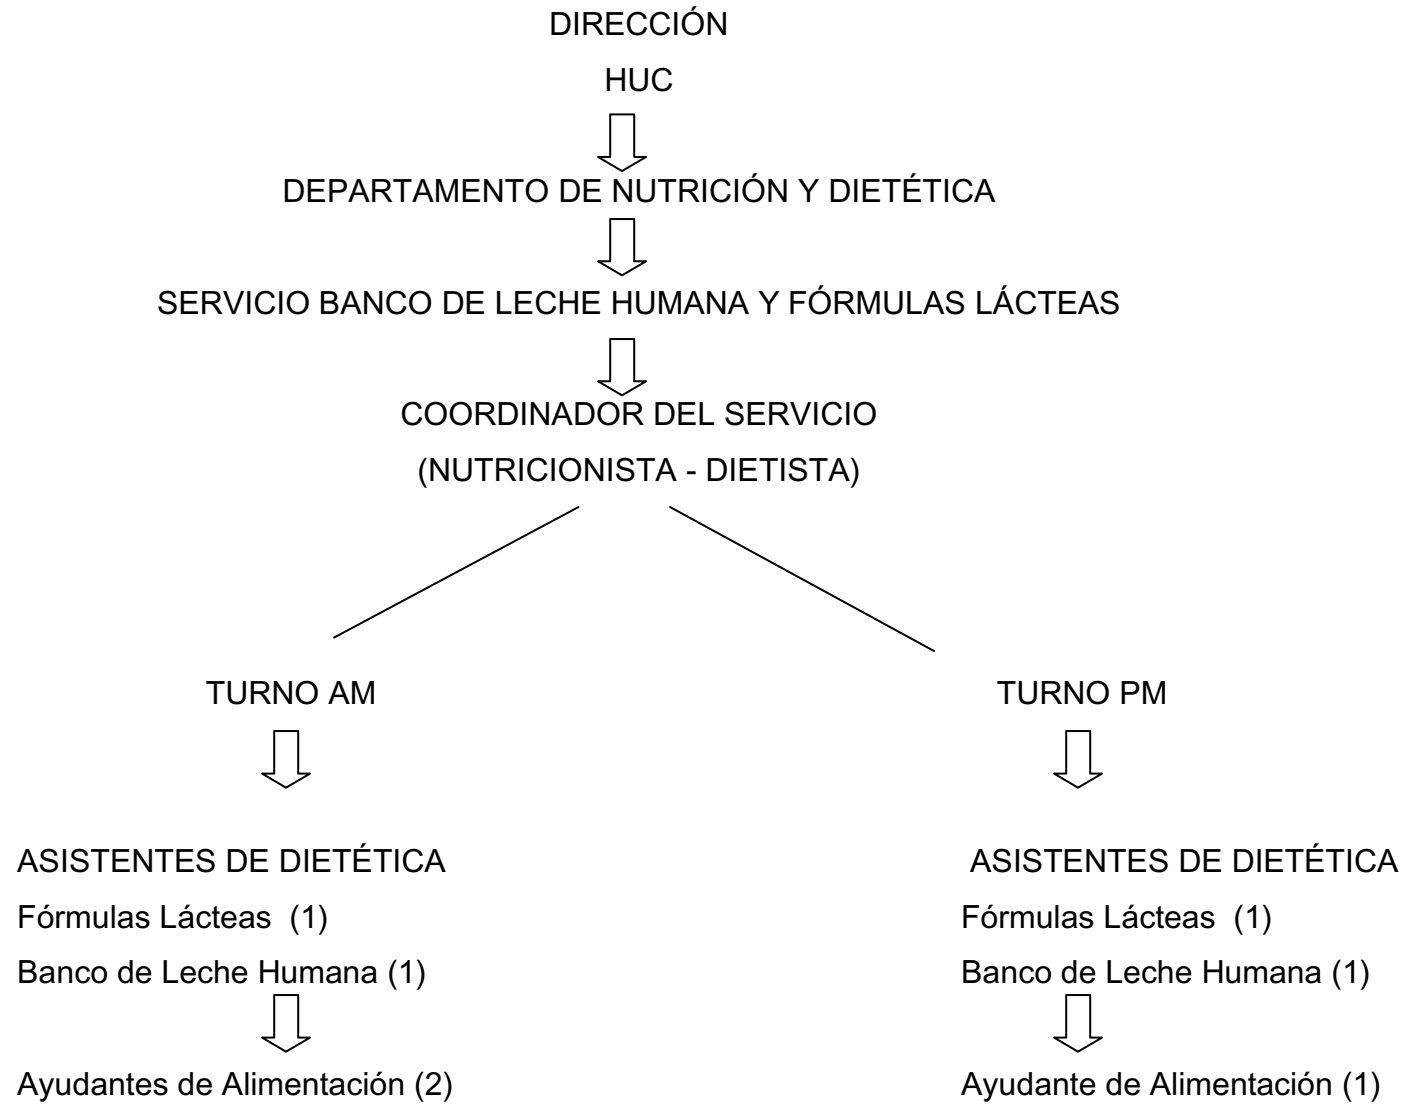 DIRECCIÓN
HUC
DEPARTAMENTO DE NUTRICIÓN Y DIETÉTICA
SERVICIO BANCO DE LECHE HUMANA Y FÓRMULAS LÁCTEAS
COORDINADOR DEL SERVICIO
(NUTRICIONISTA - DIETISTA)
TURNO AM
TURNO PM
ASISTENTES DE DIETÉTICA
Fórmulas Lácteas (1)
Banco de Leche Humana (1)
Ayudantes de Alimentación (2)
ASISTENTES DE DIETÉTICA
Fórmulas Lácteas (1)
Banco de Leche Humana (1)
Ayudante de Alimentación (1)